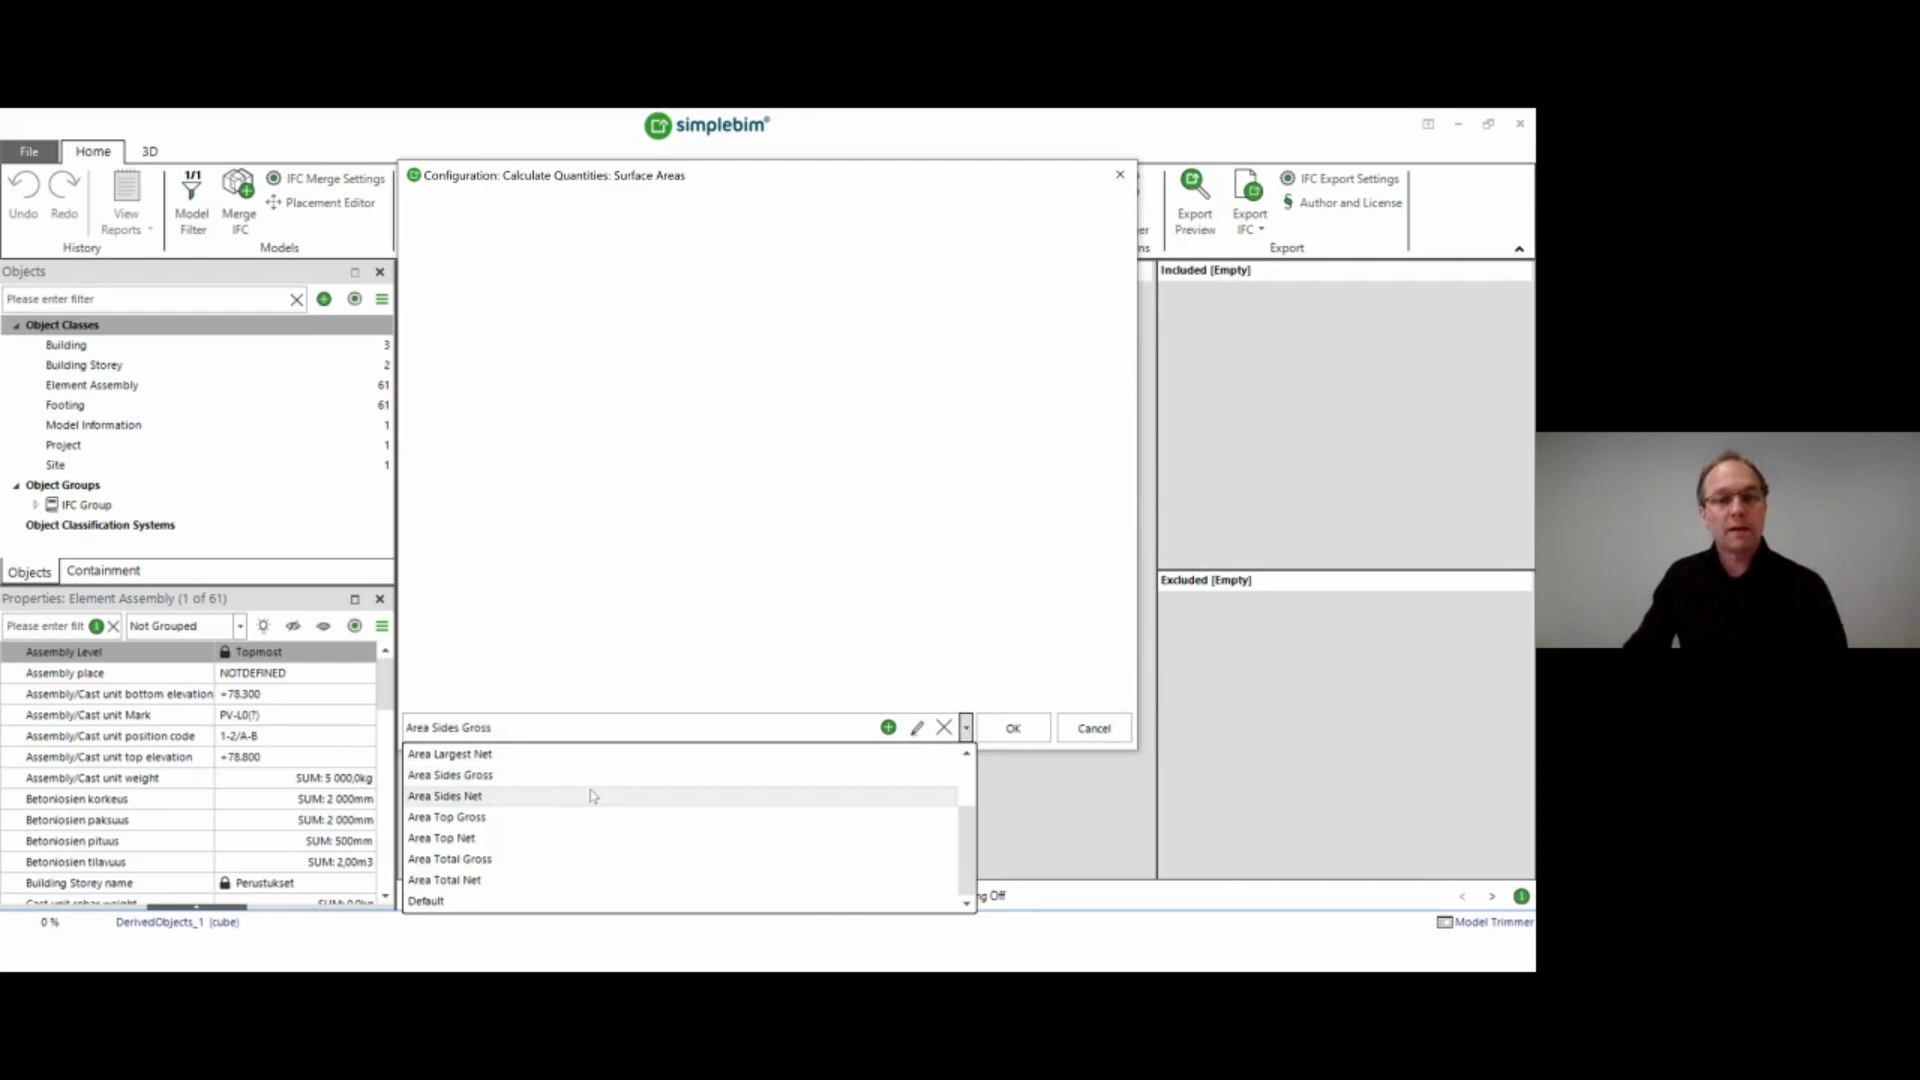 simplebim®
File
Home
3D
Undo
Redo
View Reports
History
1/1
Model Filter
Merge IFC
IFC Merge Settings
Placement Editor
Models
Configuration: Calculate Quantities: Surface Areas
Export Preview
Export IFC
IFC Export Settings
Author and License
Export
Objects
Please enter filter
Object Classes
Building 3
Building Storey 2
Element Assembly 61
Footing 61
Model Information 1
Project 1
Site 1
Object Groups
IFC Group
Object Classification Systems
Objects
Containment
Properties: Element Assembly (1 of 61)
Please enter filt
Not Grouped
Assembly Level Topmost
Assembly place NOTDEFINED
Assembly/Cast unit bottom elevation +78.300
Assembly/Cast unit Mark PV-L0(?)
Assembly/Cast unit position code 1-2/A-B
Assembly/Cast unit top elevation +78.800
Assembly/Cast unit weight SUM: 5 000,0kg
Betoniosien korkeus SUM: 2 000mm
Betoniosien paksuus SUM: 2 000mm
Betoniosien pituus SUM: 500mm
Betoniosien tilavuus SUM: 2,00m3
Building Storey name Perustukset
0 %
DerivedObjects_1 (cube)
Area Sides Gross
OK
Cancel
Area Largest Net
Area Sides Gross
Area Sides Net
Area Top Gross
Area Top Net
Area Total Gross
Area Total Net
Default
Included [Empty]
Excluded [Empty]
ng Off
Model Trimmer